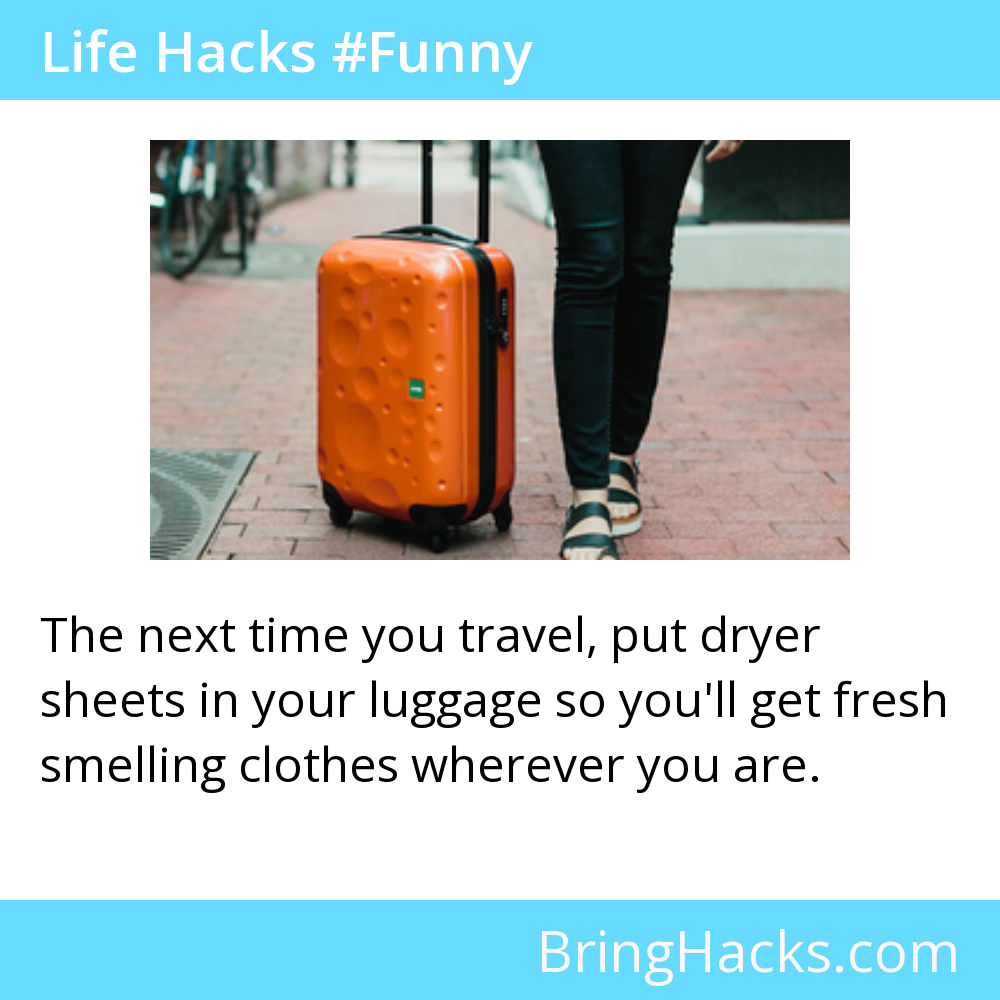 Life Hacks #Funny
The next time you travel, put dryer
sheets in your luggage so you'll get fresh
smelling clothes wherever you are.
BringHacks.com